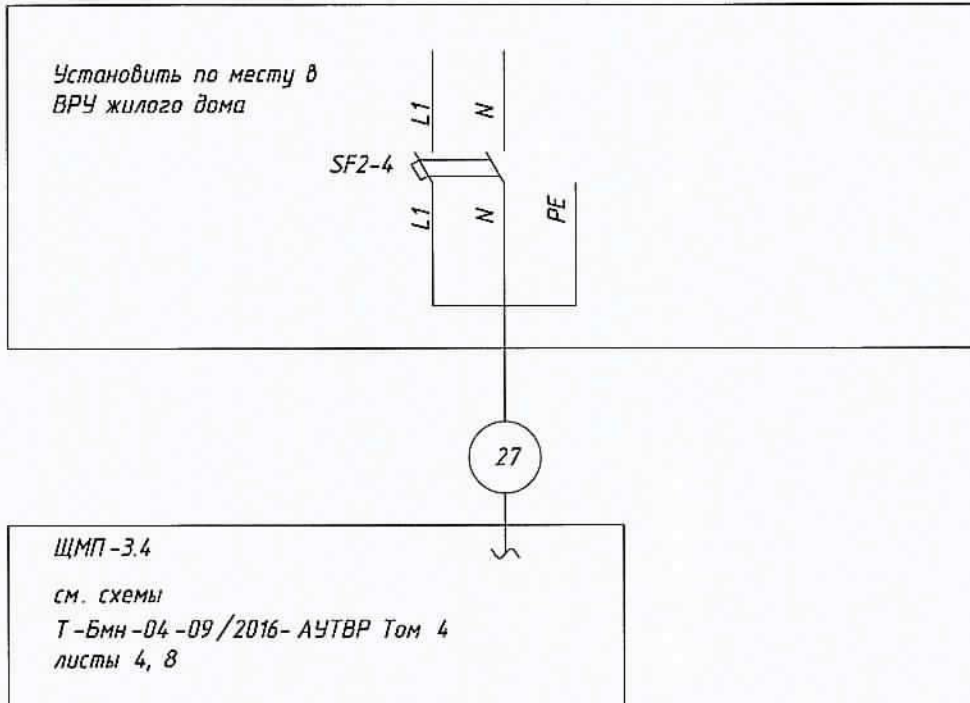 Установить по месту в
ВРУ жилого дома
L1
N
SF2-4
L1
N
PE
27
ЩМП-3.4
см. схемы
Т-Бмн-04-09/2016-АУТВР Том 4
листы 4, 8